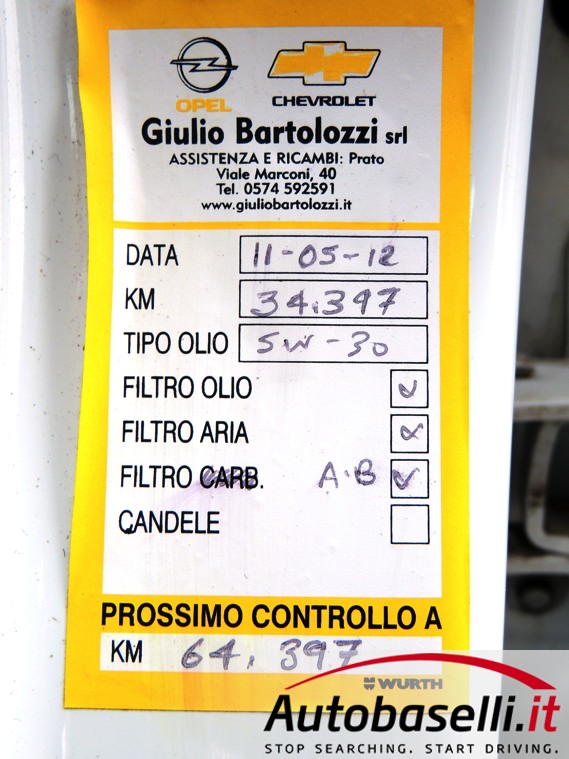 OPEL CHEVROLET
Giulio Bartolozzi srl
ASSISTENZA E RICAMBI: Prato
Viale Marconi, 40
Tel. 0574 592591
www.giuliobartolozzi.it
DATA 11-05-12
KM 34.397
TIPO OLIO 5W-30
FILTRO OLIO
FILTRO ARIA
FILTRO CARB. A.B
CANDELE
PROSSIMO CONTROLLO A
KM 64.397
WURTH
Autobaselli.it
STOP SEARCHING. START DRIVING.